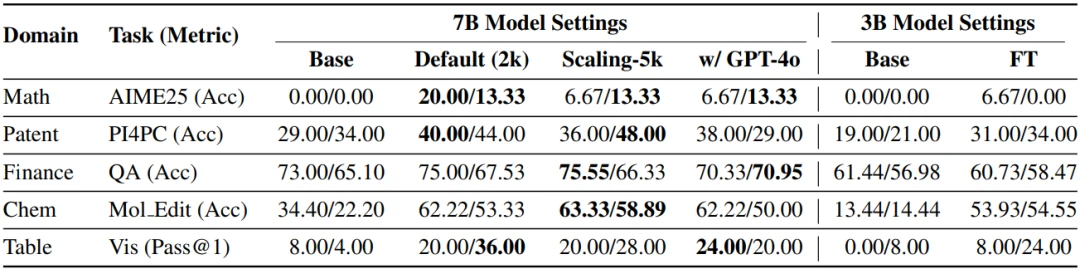 Domain Task (Metric) 7B Model Settings 3B Model Settings
Base Default (2k) Scaling-5k w/ GPT-4o Base FT
Math AIME25 (Acc) 0.00/0.00 20.00/13.33 6.67/13.33 6.67/13.33 0.00/0.00 6.67/0.00
Patent PI4PC (Acc) 29.00/34.00 40.00/44.00 36.00/48.00 38.00/29.00 19.00/21.00 31.00/34.00
Finance QA (Acc) 73.00/65.10 75.00/67.53 75.55/66.33 70.33/70.95 61.44/56.98 60.73/58.47
Chem Mol_Edit (Acc) 34.40/22.20 62.22/53.33 63.33/58.89 62.22/50.00 13.44/14.44 53.93/54.55
Table Vis (Pass@1) 8.00/4.00 20.00/36.00 20.00/28.00 24.00/20.00 0.00/8.00 8.00/24.00